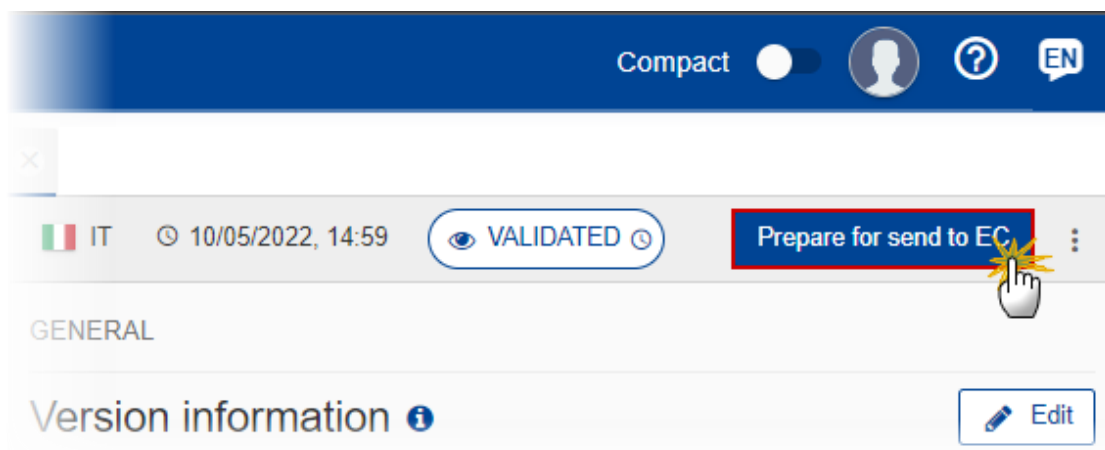 Compact EN
IT 10/05/2022, 14:59 VALIDATED Prepare for send to EC
GENERAL
Version information Edit